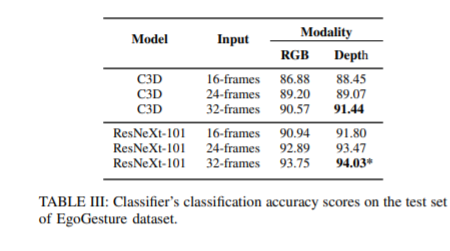 Model Input Modality
RGB Depth
C3D 16-frames 86.88 88.45
C3D 24-frames 89.20 89.07
C3D 32-frames 90.57 91.44
ResNeXt-101 16-frames 90.94 91.80
ResNeXt-101 24-frames 92.89 93.47
ResNeXt-101 32-frames 93.75 94.03*
TABLE III: Classifier's classification accuracy scores on the test set
of EgoGesture dataset.